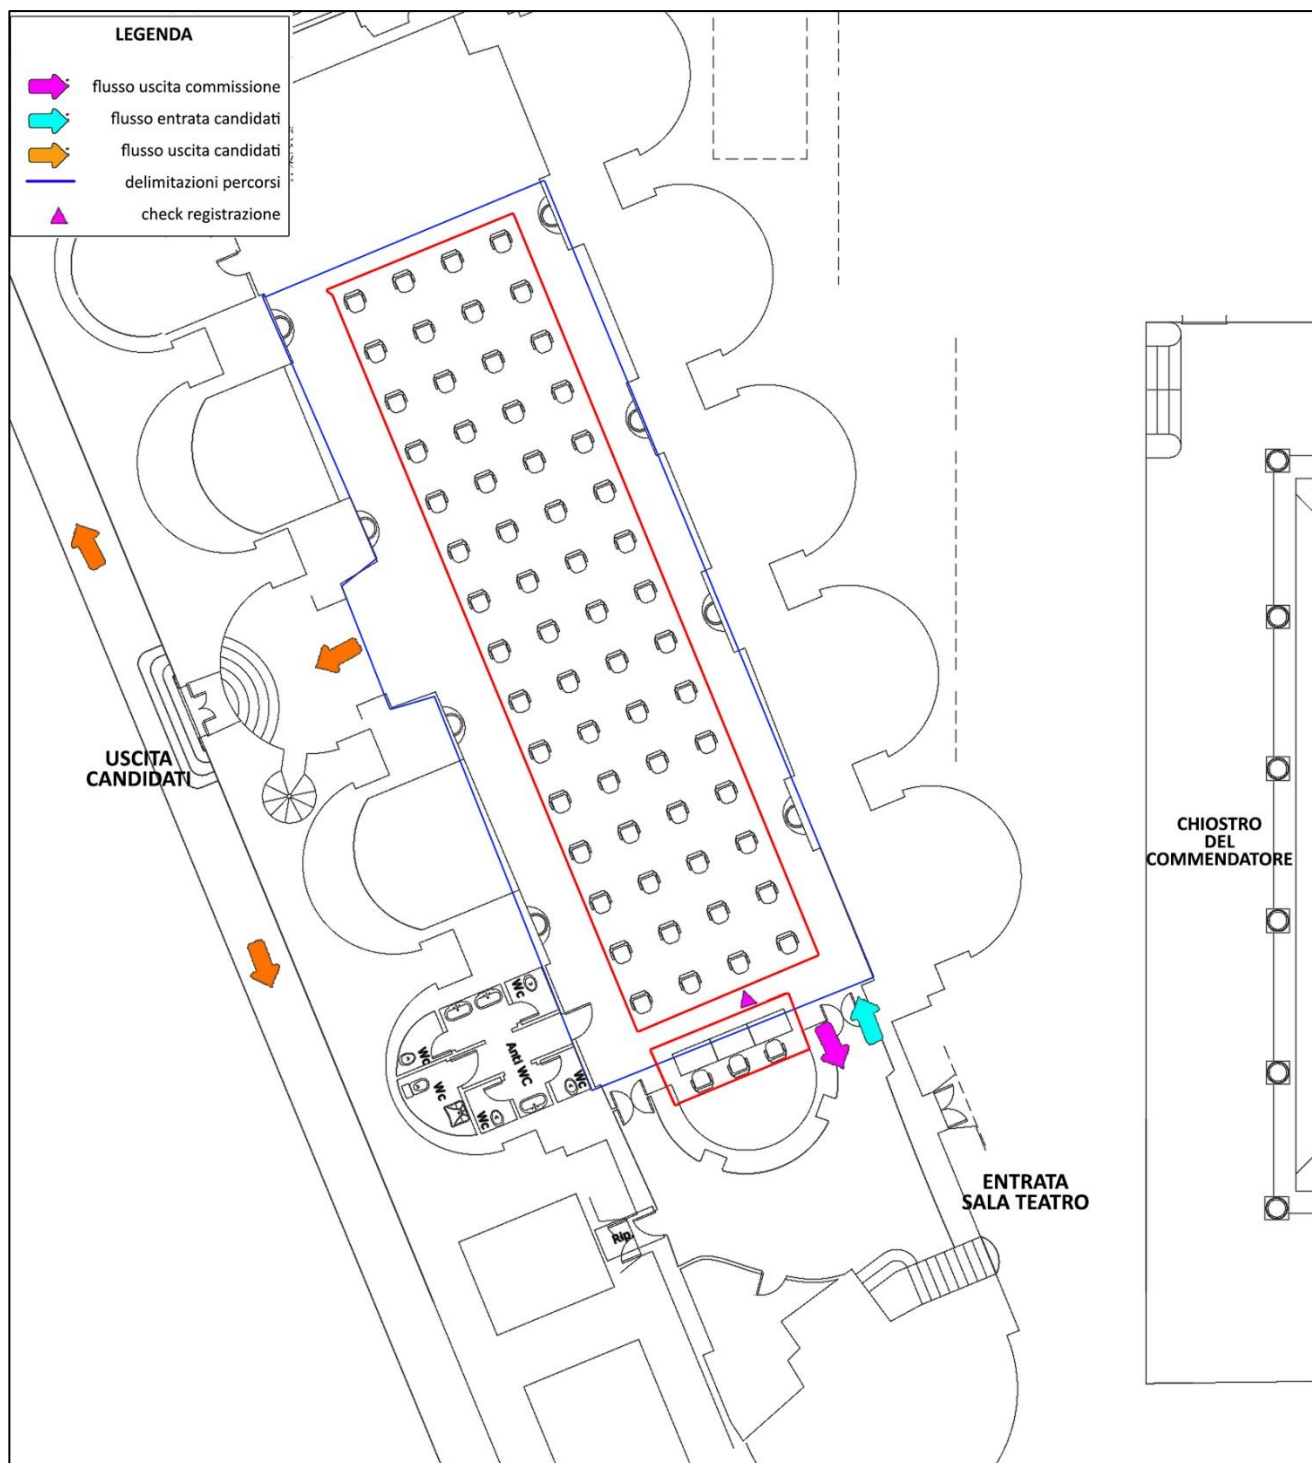 LEGENDA
flusso uscita commissione
flusso entrata candidati
flusso uscita candidati
delimitazioni percorsi
check registrazione
USCITA
CANDIDATI
CHIOSTRO
DEL
COMMENDATORE
Wc
Wc
Anti WC
Wc
Wc
Wc
ENTRATA
SALA TEATRO
Rip.